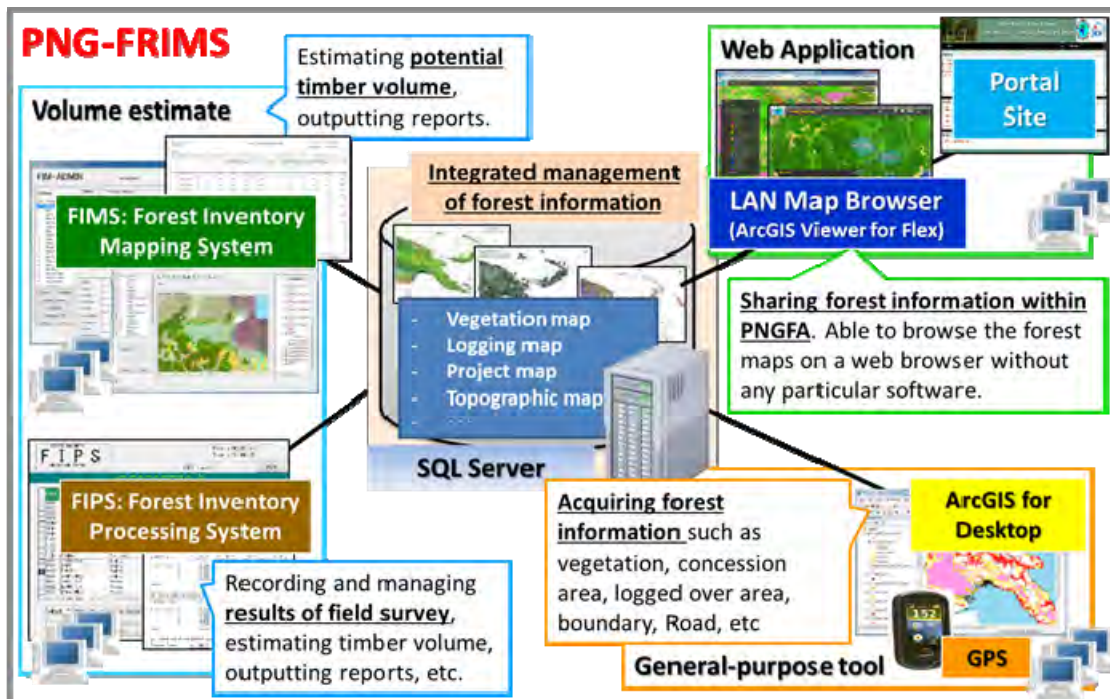 PNG-FRIMS
Volume estimate
Estimating potential
timber volume,
outputting reports.
FIM-ADMIN
FIMS: Forest Inventory
Mapping System
FIPS
FIPS: Forest Inventory
Processing System
Recording and managing
results of field survey,
estimating timber volume,
outputting reports, etc.
Integrated management
of forest information
- Vegetation map
- Logging map
- Project map
- Topographic map
-
SQL Server
Web Application
Portal
Site
LAN Map Browser
(ArcGIS Viewer for Flex)
Sharing forest information within
PNGFA. Able to browse the forest
maps on a web browser without
any particular software.
Acquiring forest
information such as
vegetation, concession
area, logged over area,
boundary, Road, etc
ArcGIS for
Desktop
152
GPS
General-purpose tool